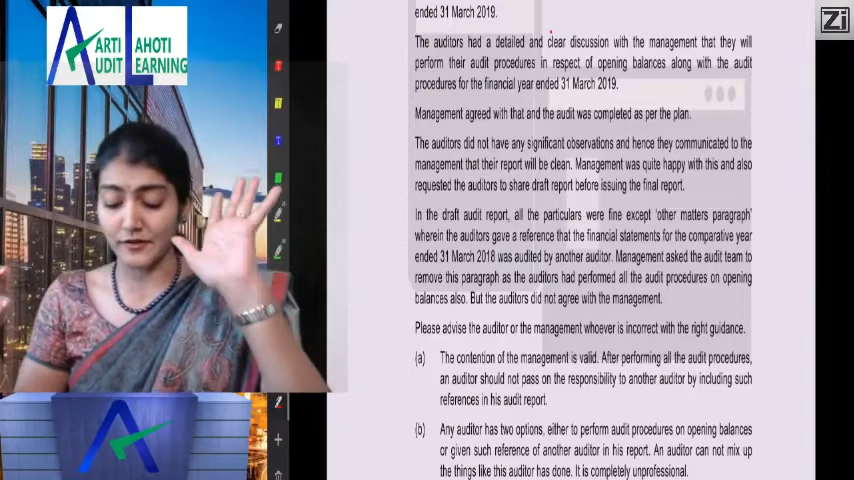 ARTI LAHOTI
AUDIT LEARNING
Zi
ended 31 March 2019.
The auditors had a detailed and clear discussion with the management that they will
perform their audit procedures in respect of opening balances along with the audit
procedures for the financial year ended 31 March 2019.
Management agreed with that and the audit was completed as per the plan.
The auditors did not have any significant observations and hence they communicated to the
management that their report will be clean. Management was quite happy with this and also
requested the auditors to share draft report before issuing the final report.
In the draft audit report, all the particulars were fine except 'other matters paragraph'
wherein the auditors gave a reference that the financial statements for the comparative year
ended 31 March 2018 was audited by another auditor. Management asked the audit team to
remove this paragraph as the auditors had performed all the audit procedures on opening
balances also. But the auditors did not agree with the management.
Please advise the auditor or the management whoever is incorrect with the right guidance.
(a) The contention of the management is valid. After performing all the audit procedures,
an auditor should not pass on the responsibility to another auditor by including such
references in his audit report.
(b) Any auditor has two options, either to perform audit procedures on opening balances
or given such reference of another auditor in his report. An auditor can not mix up
the things like this auditor has done. It is completely unprofessional.